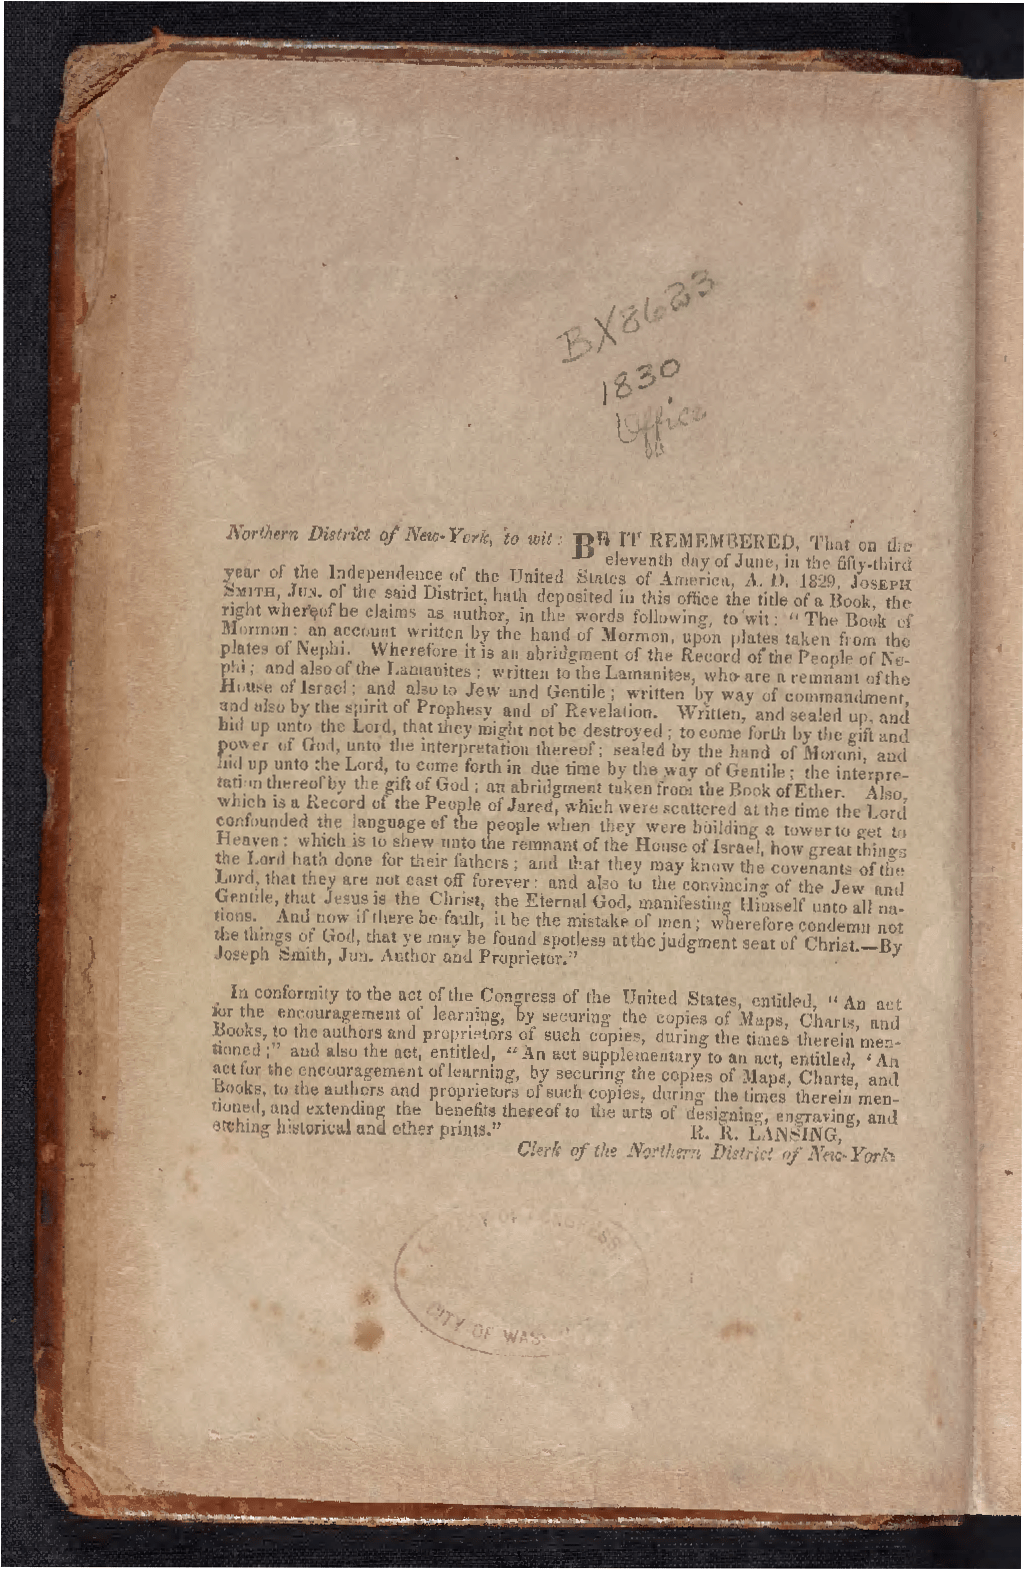 BX8623
1830
Office
Northern District of New-York, to wit: BE IT REMEMBERED, That on the
eleventh day of June, in the fifty-third
year of the Independence of the United States of America, A. D. 1829, JOSEPH
SMITH, JUN. of the said District, hath deposited in this office the title of a Book, the
right whereof he claims as author, in the words following, to wit: "The Book of
Mormon: an account written by the hand of Mormon, upon plates taken from the
plates of Nephi. Wherefore it is an abridgment of the Record of the People of Ne-
phi; and also of the Lamanites; written to the Lamanites, who are a remnant of the
House of Israel; and also to Jew and Gentile; written by way of commandment,
and also by the spirit of Prophesy and of Revelation. Written, and sealed up, and
hid up unto the Lord, that they might not be destroyed; to come forth by the gift and
power of God, unto the interpretation thereof; sealed by the hand of Moroni, and
hid up unto the Lord, to come forth in due time by the way of Gentile; the interpre-
tation thereof by the gift of God; an abridgment taken from the Book of Ether. Also,
which is a Record of the People of Jared, which were scattered at the time the Lord
confounded the language of the people when they were building a tower to get to
Heaven: which is to shew unto the remnant of the House of Israel, how great things
the Lord hath done for their fathers; and that they may know the covenants of the
Lord, that they are not cast off forever: and also to the convincing of the Jew and
Gentile, that Jesus is the Christ, the Eternal God, manifesting Himself unto all na-
tions. And now if there be fault, it be the mistake of men; wherefore condemn not
the things of God, that ye may be found spotless at the judgment seat of Christ.—By
Joseph Smith, Jun. Author and Proprietor."
In conformity to the act of the Congress of the United States, entitled, "An act
for the encouragement of learning, by securing the copies of Maps, Charts, and
Books, to the authors and proprietors of such copies, during the times therein men-
tioned;" and also the act, entitled, "An act supplementary to an act, entitled, 'An
act for the encouragement of learning, by securing the copies of Maps, Charts, and
Books, to the authors and proprietors of such copies, during the times therein men-
tioned, and extending the benefits thereof to the arts of designing, engraving, and
etching historical and other prints."
R. R. LANSING,
Clerk of the Northern District of New-York.
OF CONGRESS
CITY OF WAS